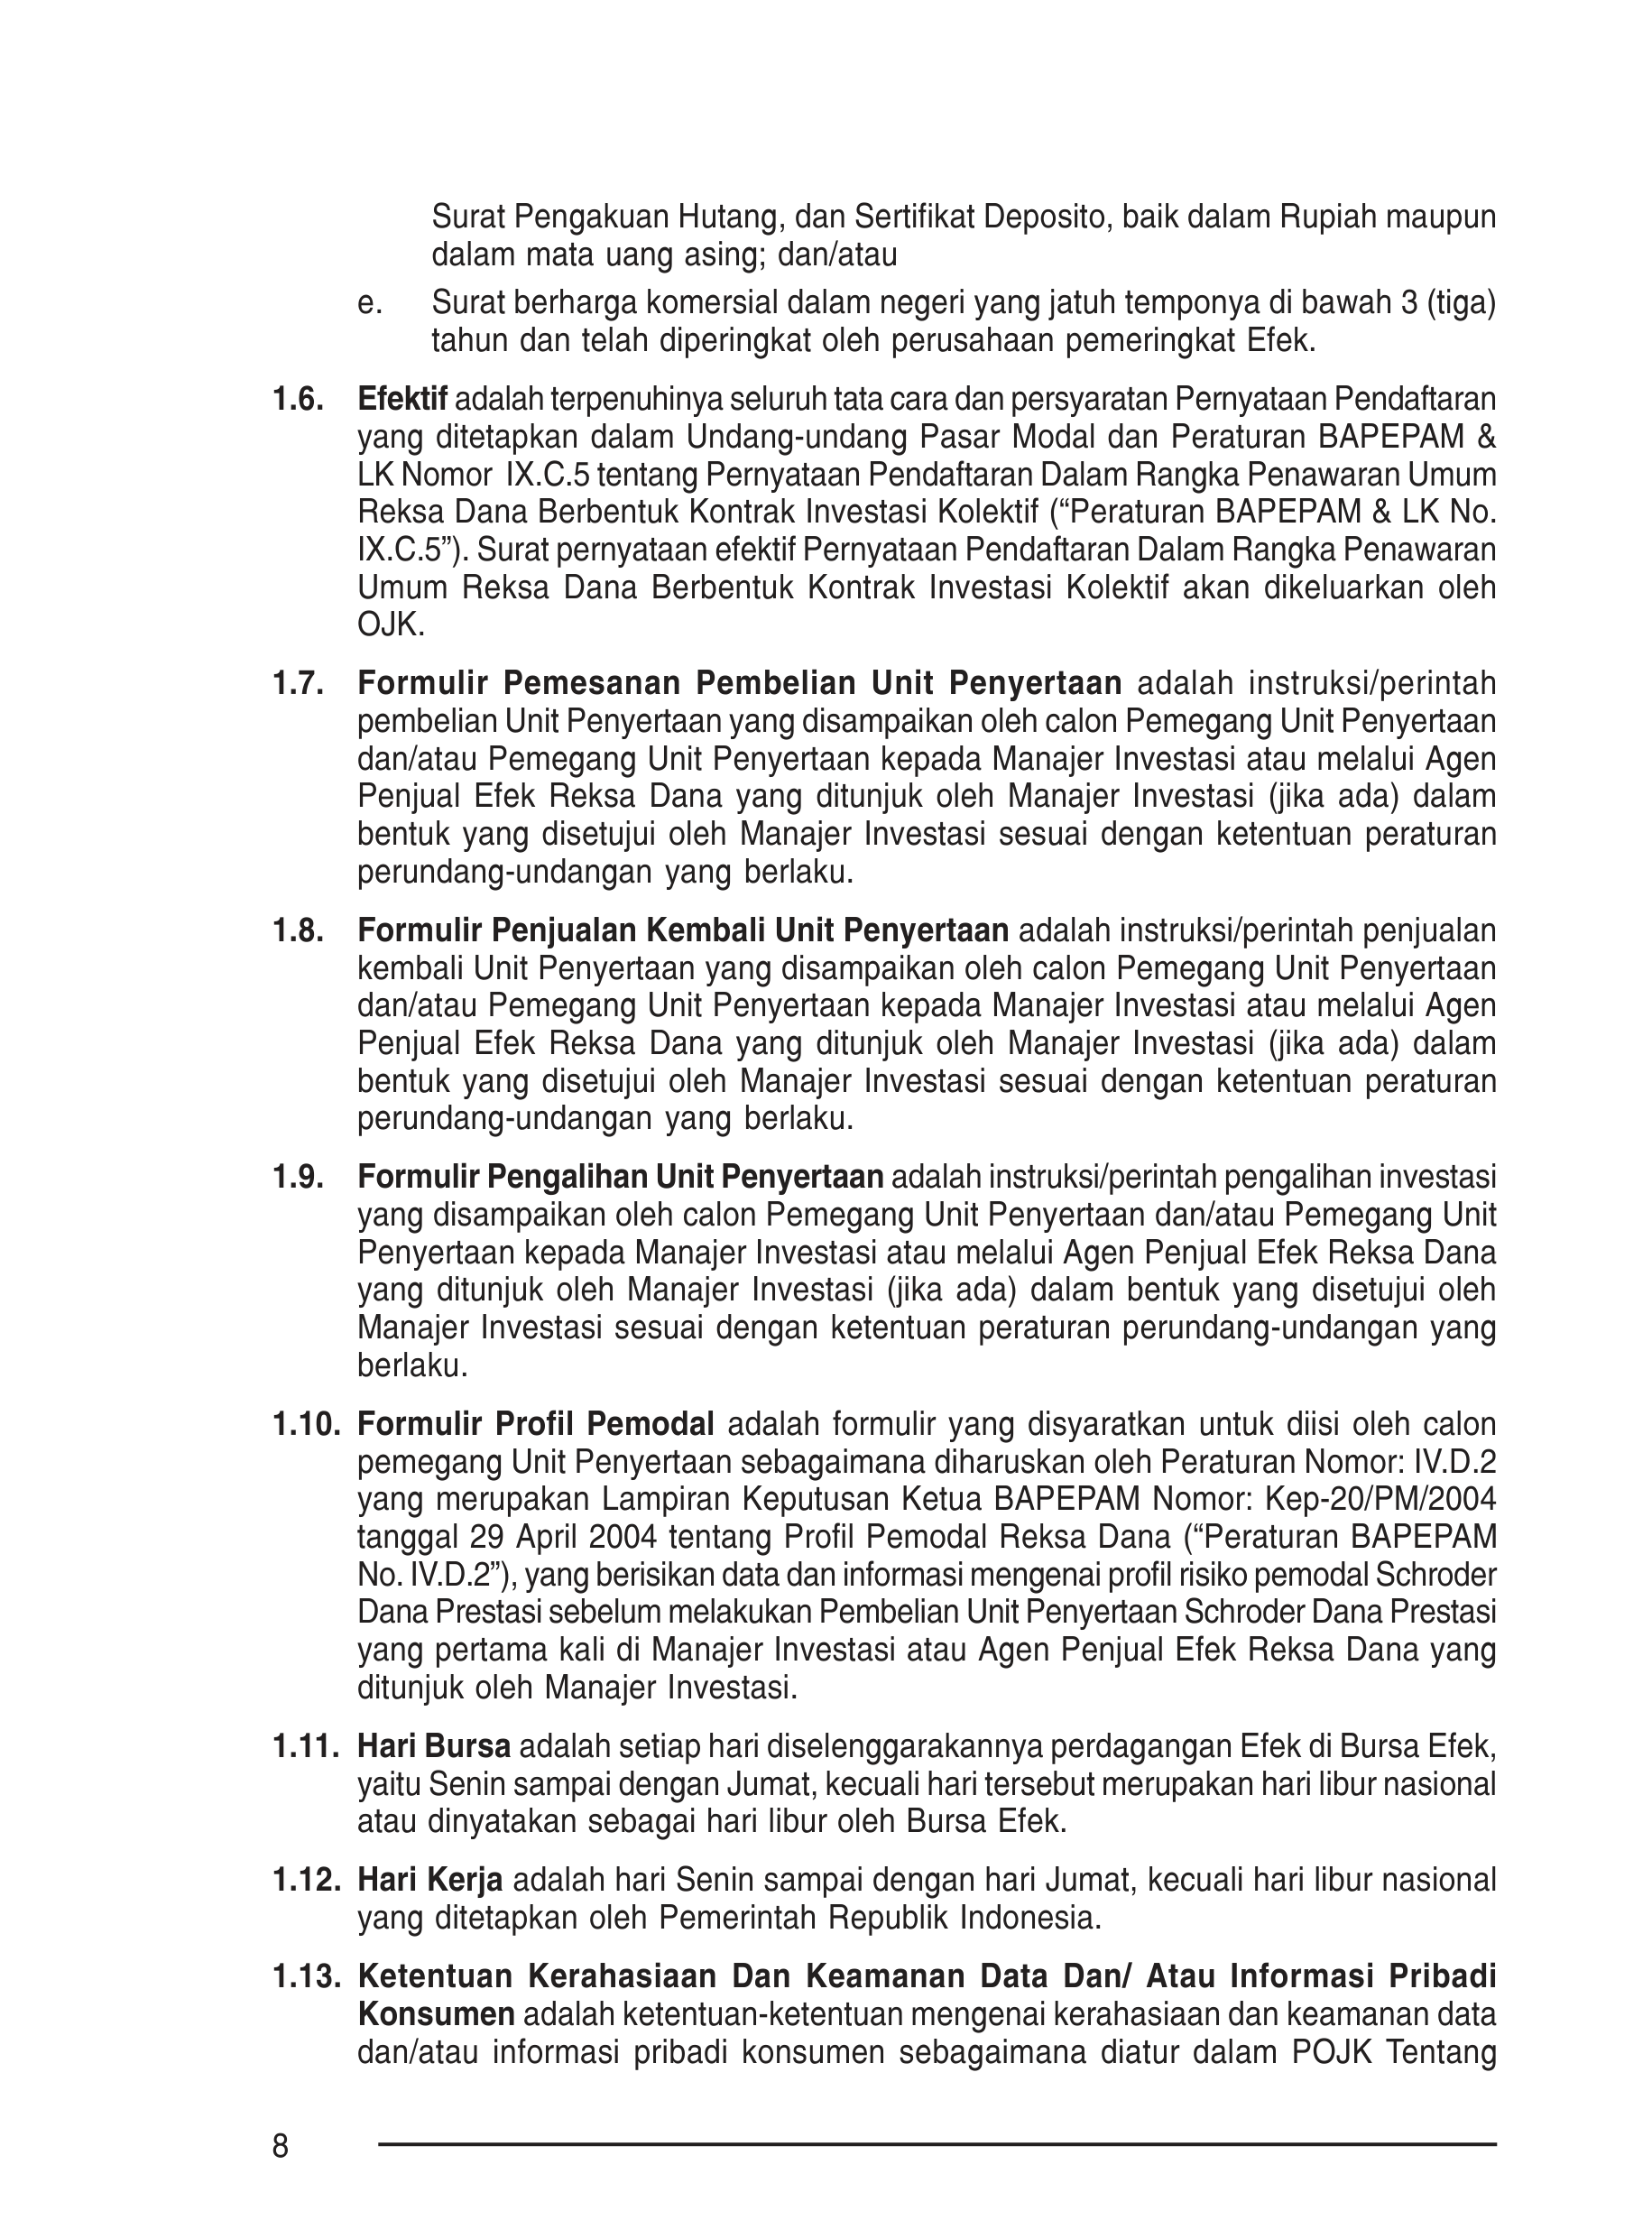 Surat Pengakuan Hutang, dan Sertifikat Deposito, baik dalam Rupiah maupun
dalam mata uang asing; dan/atau
e. Surat berharga komersial dalam negeri yang jatuh temponya di bawah 3 (tiga)
tahun dan telah diperingkat oleh perusahaan pemeringkat Efek.
1.6. Efektif adalah terpenuhinya seluruh tata cara dan persyaratan Pernyataan Pendaftaran
yang ditetapkan dalam Undang-undang Pasar Modal dan Peraturan BAPEPAM &
LK Nomor IX.C.5 tentang Pernyataan Pendaftaran Dalam Rangka Penawaran Umum
Reksa Dana Berbentuk Kontrak Investasi Kolektif (“Peraturan BAPEPAM & LK No.
IX.C.5”). Surat pernyataan efektif Pernyataan Pendaftaran Dalam Rangka Penawaran
Umum Reksa Dana Berbentuk Kontrak Investasi Kolektif akan dikeluarkan oleh
OJK.
1.7. Formulir Pemesanan Pembelian Unit Penyertaan adalah instruksi/perintah
pembelian Unit Penyertaan yang disampaikan oleh calon Pemegang Unit Penyertaan
dan/atau Pemegang Unit Penyertaan kepada Manajer Investasi atau melalui Agen
Penjual Efek Reksa Dana yang ditunjuk oleh Manajer Investasi (jika ada) dalam
bentuk yang disetujui oleh Manajer Investasi sesuai dengan ketentuan peraturan
perundang-undangan yang berlaku.
1.8. Formulir Penjualan Kembali Unit Penyertaan adalah instruksi/perintah penjualan
kembali Unit Penyertaan yang disampaikan oleh calon Pemegang Unit Penyertaan
dan/atau Pemegang Unit Penyertaan kepada Manajer Investasi atau melalui Agen
Penjual Efek Reksa Dana yang ditunjuk oleh Manajer Investasi (jika ada) dalam
bentuk yang disetujui oleh Manajer Investasi sesuai dengan ketentuan peraturan
perundang-undangan yang berlaku.
1.9. Formulir Pengalihan Unit Penyertaan adalah instruksi/perintah pengalihan investasi
yang disampaikan oleh calon Pemegang Unit Penyertaan dan/atau Pemegang Unit
Penyertaan kepada Manajer Investasi atau melalui Agen Penjual Efek Reksa Dana
yang ditunjuk oleh Manajer Investasi (jika ada) dalam bentuk yang disetujui oleh
Manajer Investasi sesuai dengan ketentuan peraturan perundang-undangan yang
berlaku.
1.10. Formulir Profil Pemodal adalah formulir yang disyaratkan untuk diisi oleh calon
pemegang Unit Penyertaan sebagaimana diharuskan oleh Peraturan Nomor: IV.D.2
yang merupakan Lampiran Keputusan Ketua BAPEPAM Nomor: Kep-20/PM/2004
tanggal 29 April 2004 tentang Profil Pemodal Reksa Dana (“Peraturan BAPEPAM
No. IV.D.2”), yang berisikan data dan informasi mengenai profil risiko pemodal Schroder
Dana Prestasi sebelum melakukan Pembelian Unit Penyertaan Schroder Dana Prestasi
yang pertama kali di Manajer Investasi atau Agen Penjual Efek Reksa Dana yang
ditunjuk oleh Manajer Investasi.
1.11. Hari Bursa adalah setiap hari diselenggarakannya perdagangan Efek di Bursa Efek,
yaitu Senin sampai dengan Jumat, kecuali hari tersebut merupakan hari libur nasional
atau dinyatakan sebagai hari libur oleh Bursa Efek.
1.12. Hari Kerja adalah hari Senin sampai dengan hari Jumat, kecuali hari libur nasional
yang ditetapkan oleh Pemerintah Republik Indonesia.
1.13. Ketentuan Kerahasiaan Dan Keamanan Data Dan/ Atau Informasi Pribadi
Konsumen adalah ketentuan-ketentuan mengenai kerahasiaan dan keamanan data
dan/atau informasi pribadi konsumen sebagaimana diatur dalam POJK Tentang
8